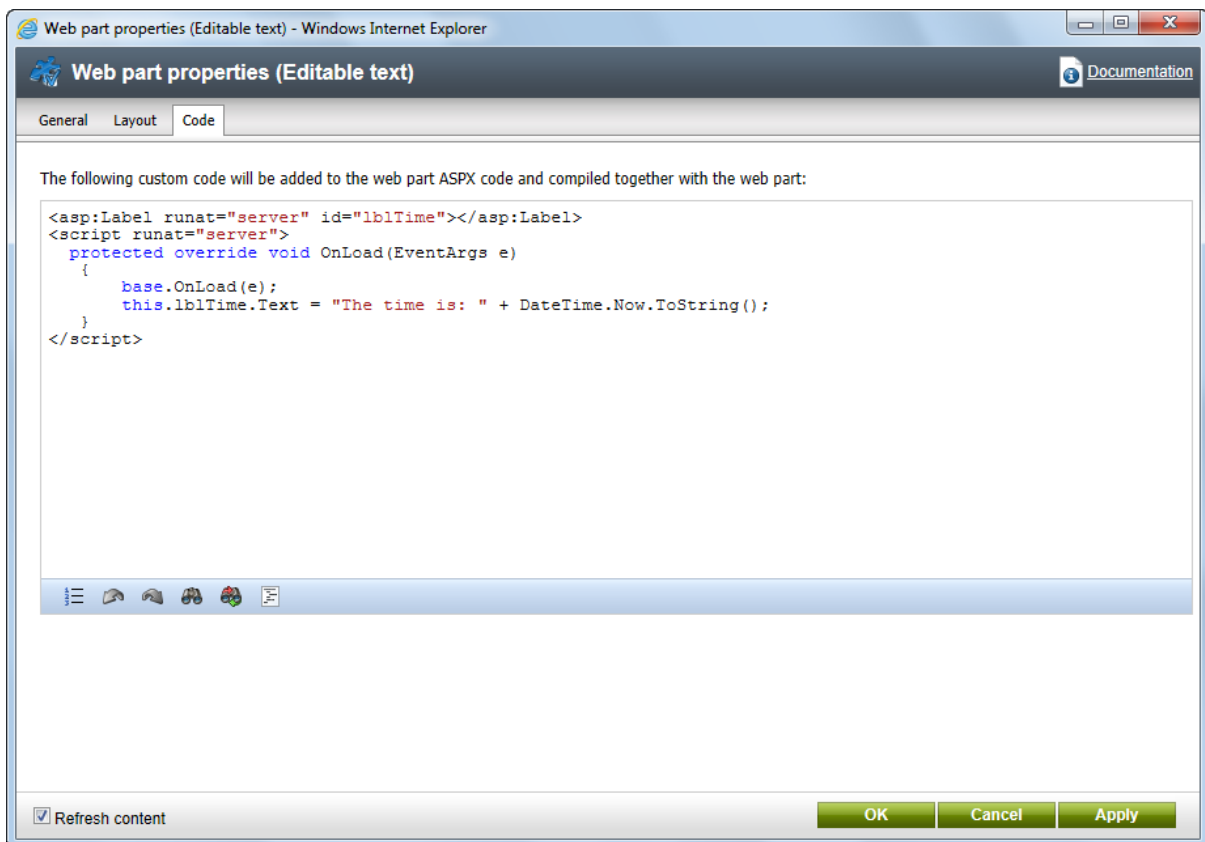 Web part properties (Editable text) - Windows Internet Explorer
Web part properties (Editable text)
Documentation
General Layout Code
The following custom code will be added to the web part ASPX code and compiled together with the web part:
<asp:Label runat="server" id="lblTime"></asp:Label>
<script runat="server">
  protected override void OnLoad(EventArgs e)
   {
       base.OnLoad(e);
       this.lblTime.Text = "The time is: " + DateTime.Now.ToString();
   }
</script>
Refresh content
OK Cancel Apply